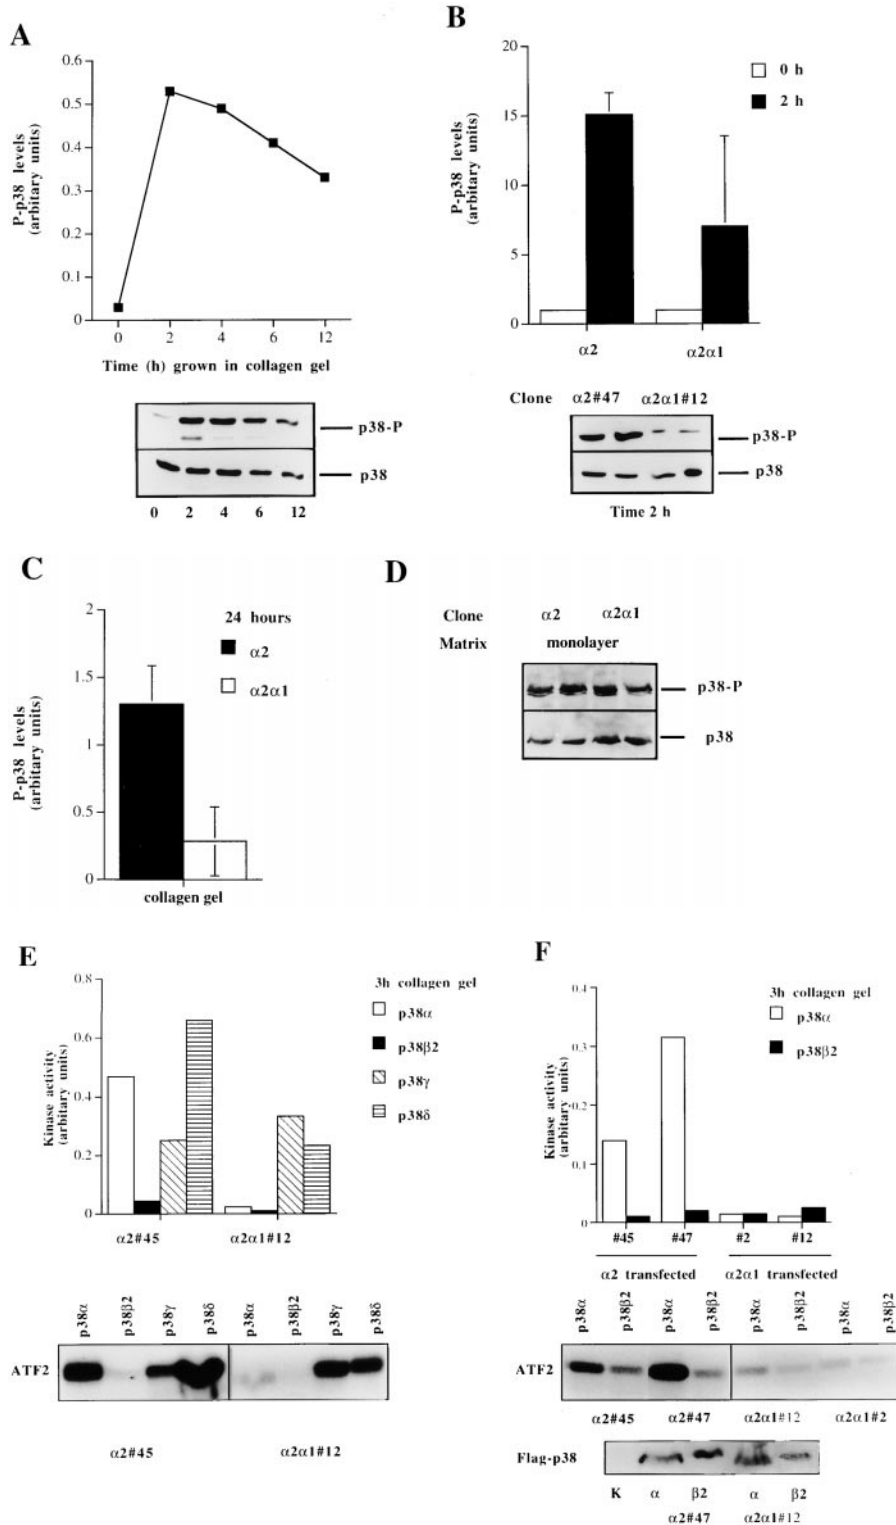 A
0.6
0.5
0.4
0.3
0.2
0.1
0
P-p38 levels
(arbitary units)
0 2 4 6 12
Time (h) grown in collagen gel
p38-P
p38
0 2 4 6 12
B
20
15
10
5
0
P-p38 levels
(arbitary units)
0 h
2 h
α2 α2α1
Clone α2#47 α2α1#12
p38-P
p38
Time 2 h
C
2
1.5
1
0.5
0
P-p38 levels
(arbitary units)
24 hours
α2
α2α1
collagen gel
D
Clone α2 α2α1
Matrix monolayer
p38-P
p38
E
0.8
0.6
0.4
0.2
0
Kinase activity
(arbitary units)
3h collagen gel
p38α
p38β2
p38γ
p38δ
α2#45 α2α1#12
p38α p38β2 p38γ p38δ p38α p38β2 p38γ p38δ
ATF2
α2#45 α2α1#12
F
0.4
0.3
0.2
0.1
0
Kinase activity
(arbitary units)
3h collagen gel
p38α
p38β2
#45 #47 #2 #12
α2 transfected α2α1 transfected
p38α p38β2 p38α p38β2 p38α p38β2 p38α p38β2
ATF2
α2#45 α2#47 α2α1#12 α2α1#2
Flag-p38
K α β2 α β2
α2#47 α2α1#12